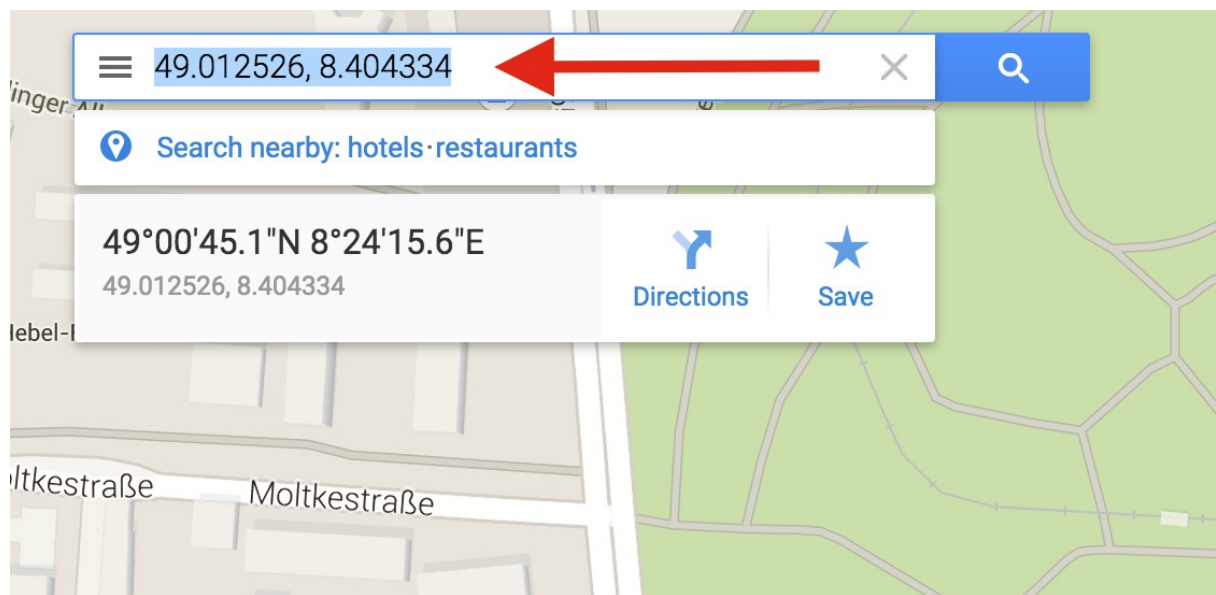 49.012526, 8.404334
Search nearby: hotels·restaurants
49°00'45.1"N 8°24'15.6"E
49.012526, 8.404334
Directions
Save
Moltkestraße